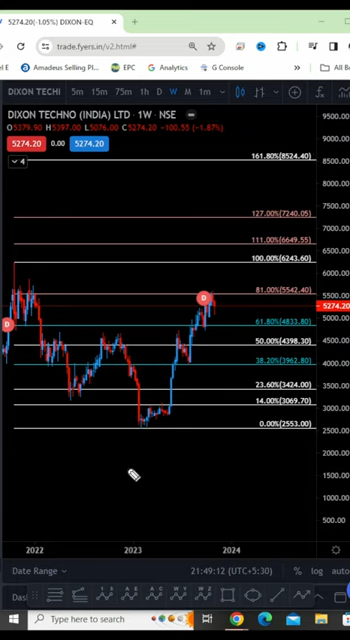 5274.20(-1.05%) DIXON-EQ
trade.fyers.in/v2.html#
Amadeus Selling Pl...
EPC
Analytics
G Console
All B
DIXON TECHI
5m
15m
75m
1h
D
W
M
1m
DIXON TECHNO (INDIA) LTD · 1W · NSE
O5379.90 H5397.00 L5076.00 C5274.20 -100.55 (-1.87%)
5274.20
0.00
5274.20
4
161.80%(8524.40)
127.00%(7240.05)
111.00%(6649.55)
100.00%(6243.60)
81.00%(5542.40)
61.80%(4833.80)
50.00%(4398.30)
38.20%(3962.80)
23.60%(3424.00)
14.00%(3069.70)
0.00%(2553.00)
D
D
9500.00
9000.00
8500.00
8000.00
7500.00
7000.00
6500.00
6000.00
5500.00
5274.20
5000.00
4500.00
4000.00
3500.00
3000.00
2500.00
2000.00
1500.00
1000.00
500.00
2022
2023
2024
Date Range
21:49:12 (UTC+5:30)
%
log
auto
Type here to search